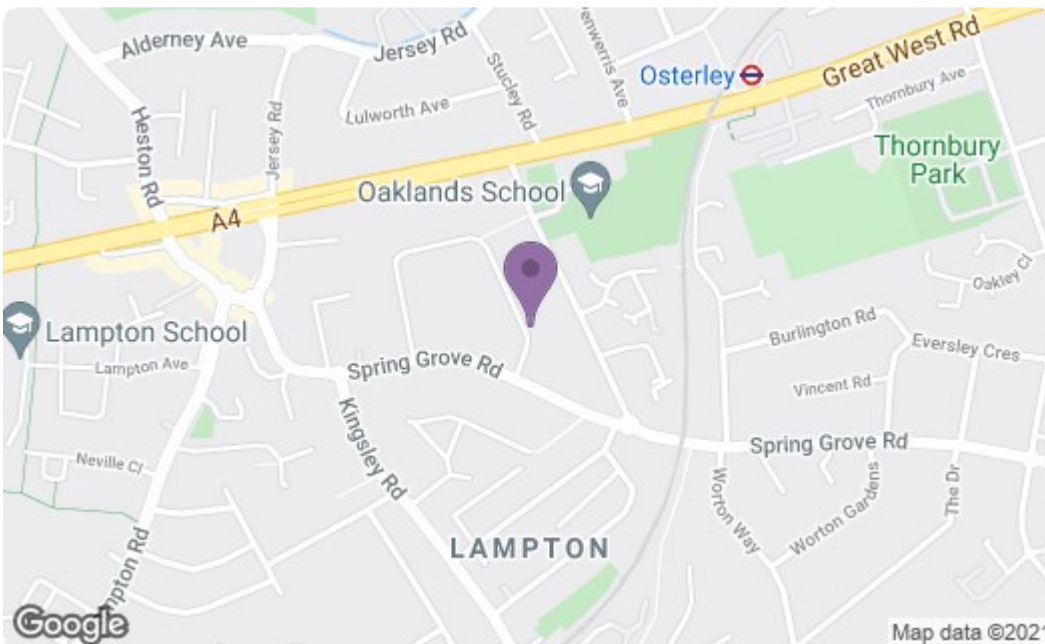 Alderney Ave
Jersey Rd
Stucley Rd
enwerris Ave
Osterley
Great West Rd
Thornbury Ave
Lulworth Ave
Heston Rd
Jersey Rd
Thornbury
Park
Oaklands School
A4
Oakley Cl
Lampton School
Burlington Rd
Eversley Cres
Lampton Ave
Spring Grove Rd
Vincent Rd
Kingsley Rd
Spring Grove Rd
Neville Cl
Worton Way
Worton Gardens
The Dr
mpton Rd
LAMPTON
Google
Map data ©2021